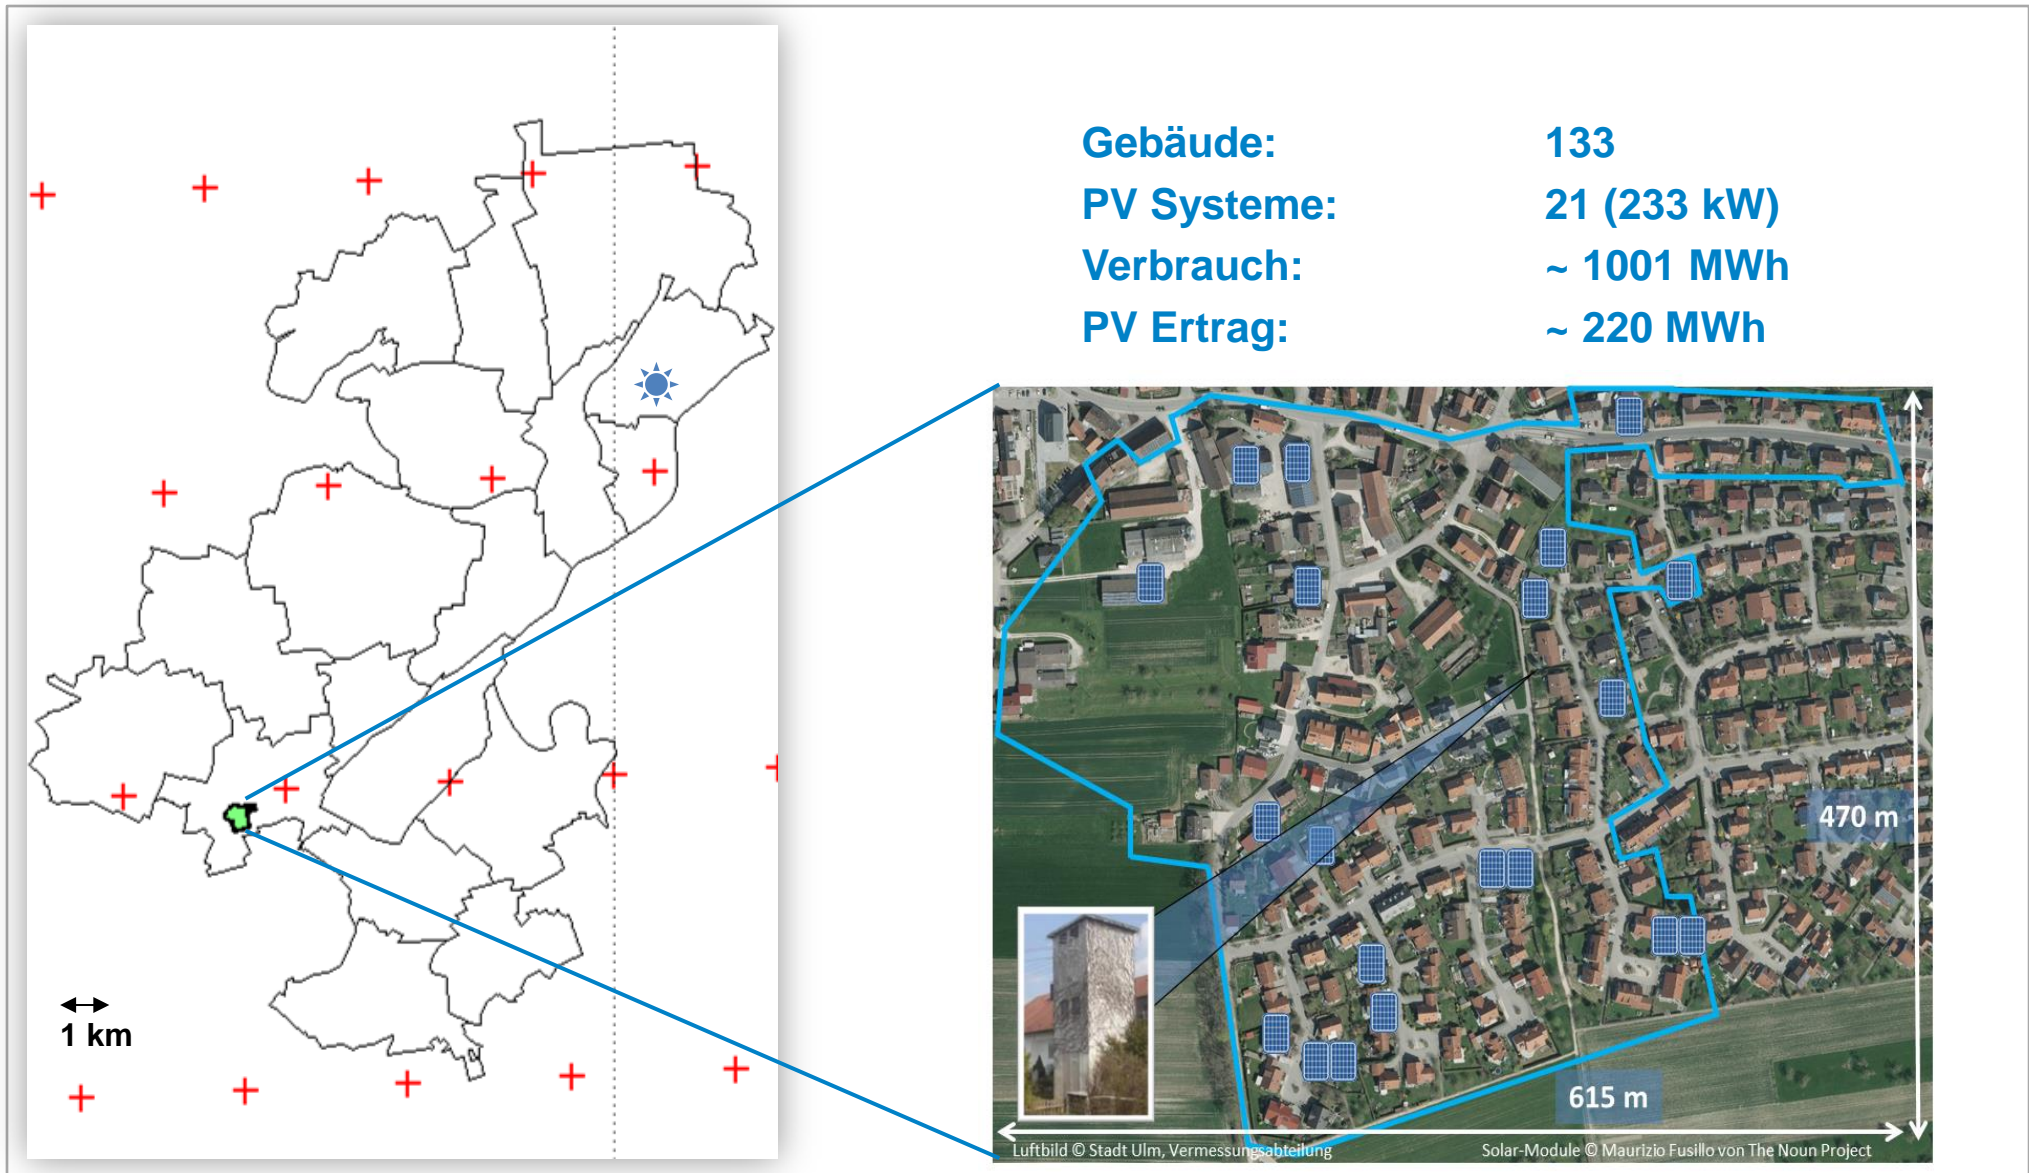 Gebäude: 133
PV Systeme: 21 (233 kW)
Verbrauch: ~ 1001 MWh
PV Ertrag: ~ 220 MWh
470 m
1 km
615 m
Luftbild © Stadt Ulm, Vermessungsabteilung
Solar-Module © Maurizio Fusillo von The Noun Project